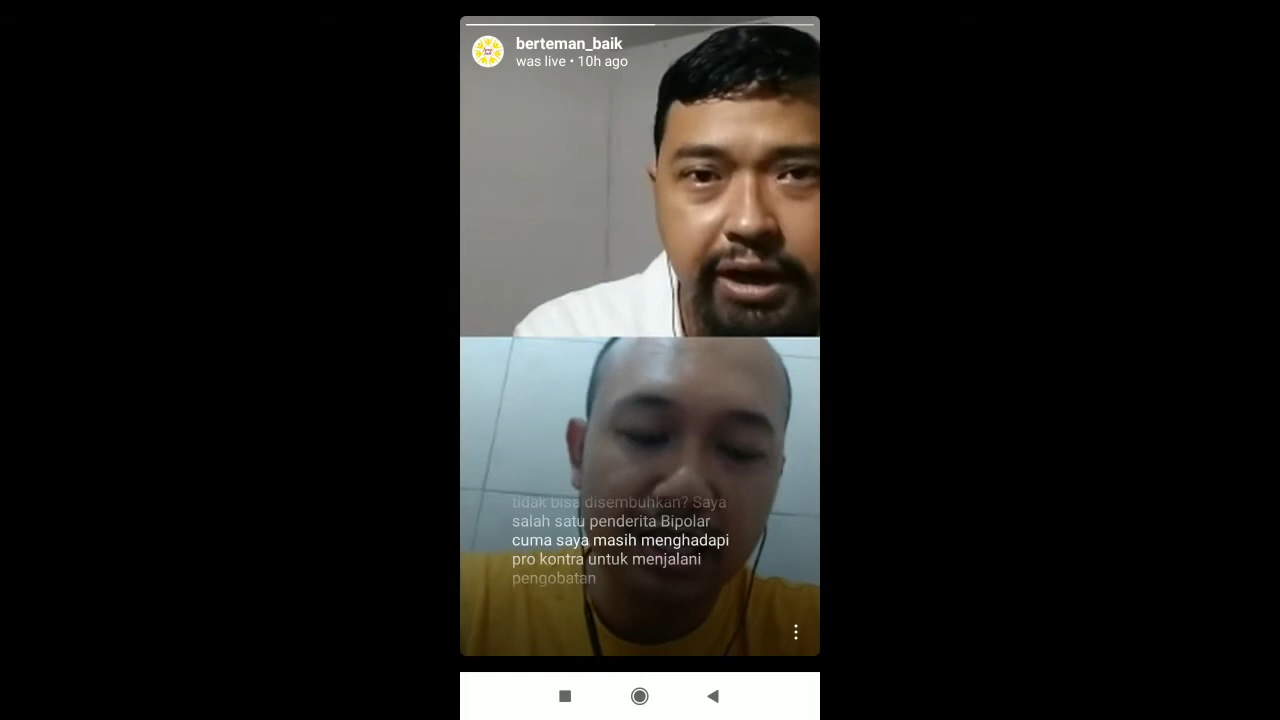 berteman_baik
was live • 10h ago
tidak bisa disembuhkan? Saya
salah satu penderita Bipolar
cuma saya masih menghadapi
pro kontra untuk menjalani
pengobatan